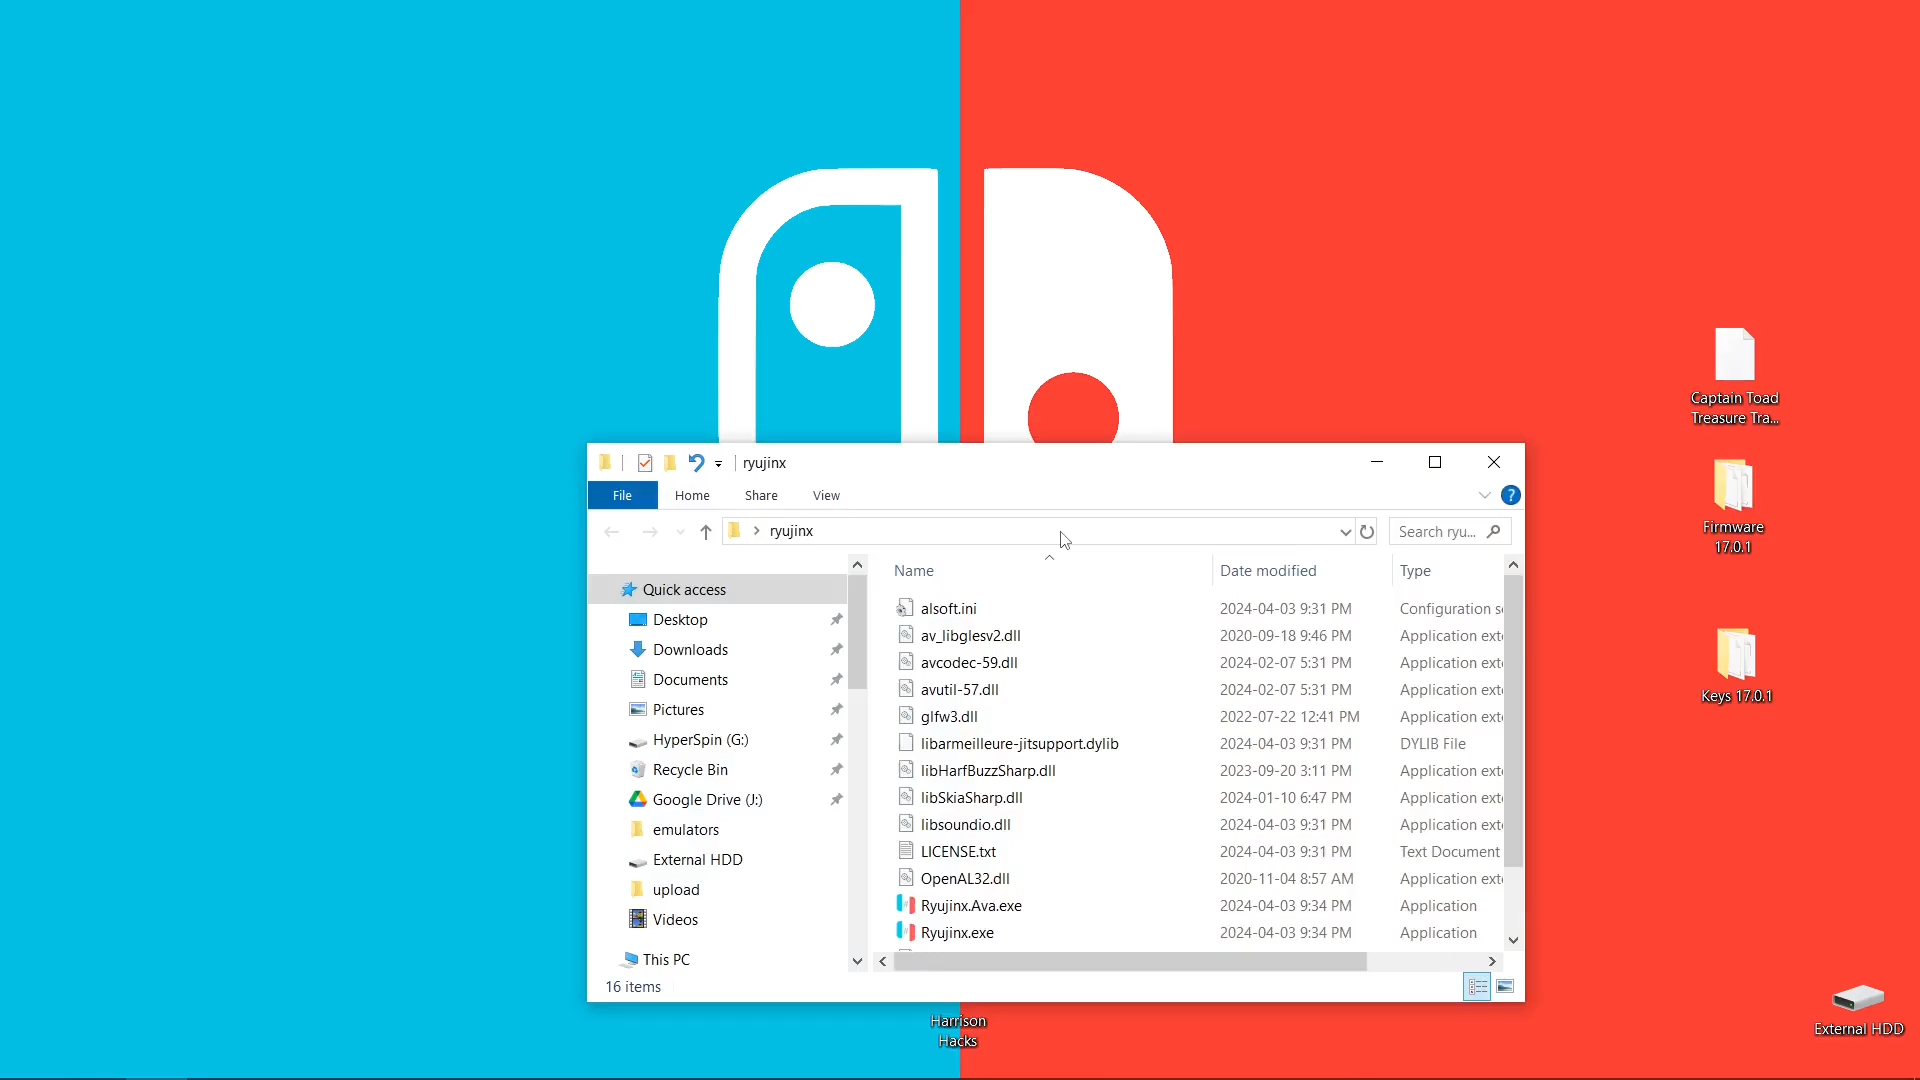 ryujinx
File Home Share View
?
ryujinx
Search ryu...
Name Date modified Type
Quick access
Desktop
Downloads
Documents
Pictures
HyperSpin (G:)
Recycle Bin
Google Drive (J:)
emulators
External HDD
upload
Videos
This PC
alsoft.ini 2024-04-03 9:31 PM Configuration s
av_libglesv2.dll 2020-09-18 9:46 PM Application exte
avcodec-59.dll 2024-02-07 5:31 PM Application exte
avutil-57.dll 2024-02-07 5:31 PM Application exte
glfw3.dll 2022-07-22 12:41 PM Application exte
libarmeilleure-jitsupport.dylib 2024-04-03 9:31 PM DYLIB File
libHarfBuzzSharp.dll 2023-09-20 3:11 PM Application exte
libSkiaSharp.dll 2024-01-10 6:47 PM Application exte
libsoundio.dll 2024-04-03 9:31 PM Application exte
LICENSE.txt 2024-04-03 9:31 PM Text Document
OpenAL32.dll 2020-11-04 8:57 AM Application exte
Ryujinx.Ava.exe 2024-04-03 9:34 PM Application
Ryujinx.exe 2024-04-03 9:34 PM Application
16 items
Captain Toad
Treasure Tra...
Firmware
17.0.1
Keys 17.0.1
Harrison
Hacks
External HDD